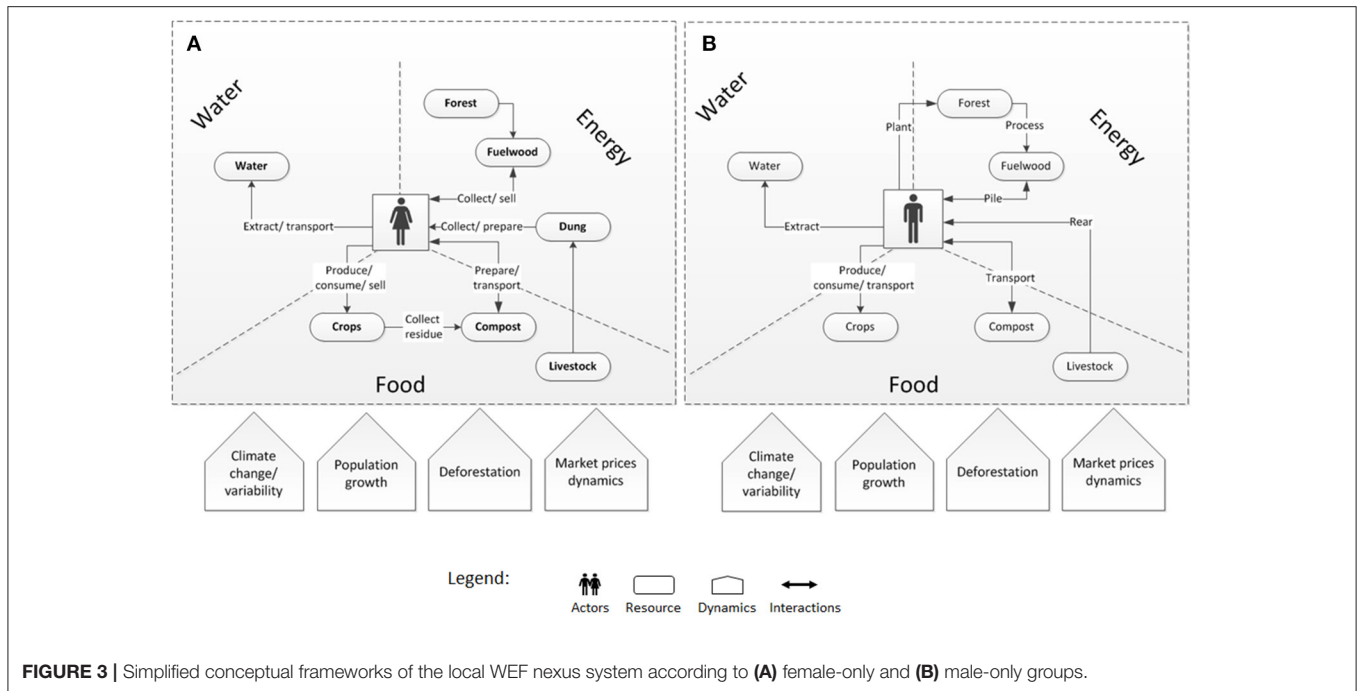 A
Water
Energy
Forest
Fuelwood
Water
Collect/ sell
Extract/ transport
Collect/ prepare
Dung
Produce/
consume/ sell
Prepare/
transport
Crops
Collect
residue
Compost
Livestock
Food
Climate
change/
variability
Population
growth
Deforestation
Market prices
dynamics
B
Water
Energy
Forest
Plant
Process
Fuelwood
Water
Pile
Extract
Rear
Produce/
consume/ transport
Transport
Crops
Compost
Livestock
Food
Climate
change/
variability
Population
growth
Deforestation
Market prices
dynamics
Legend:
Actors
Resource
Dynamics
Interactions
FIGURE 3 | Simplified conceptual frameworks of the local WEF nexus system according to (A) female-only and (B) male-only groups.